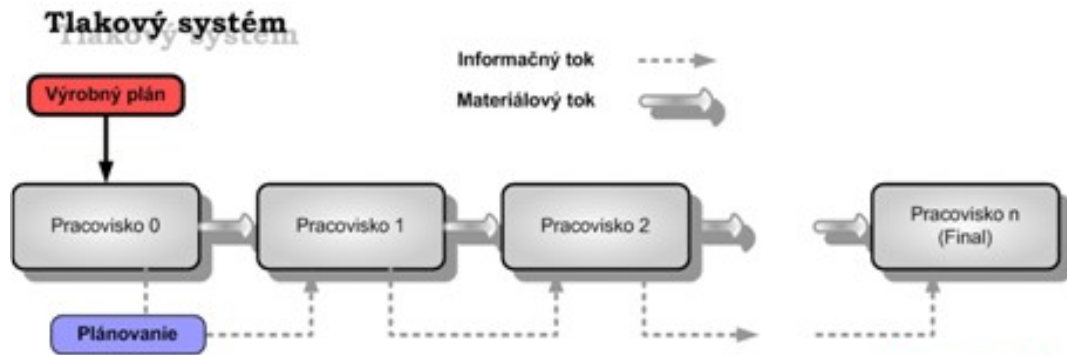 Tlakový systém
Informačný tok
Materiálový tok
Výrobný plán
Pracovisko 0
Pracovisko 1
Pracovisko 2
Pracovisko n
(Final)
Plánovanie